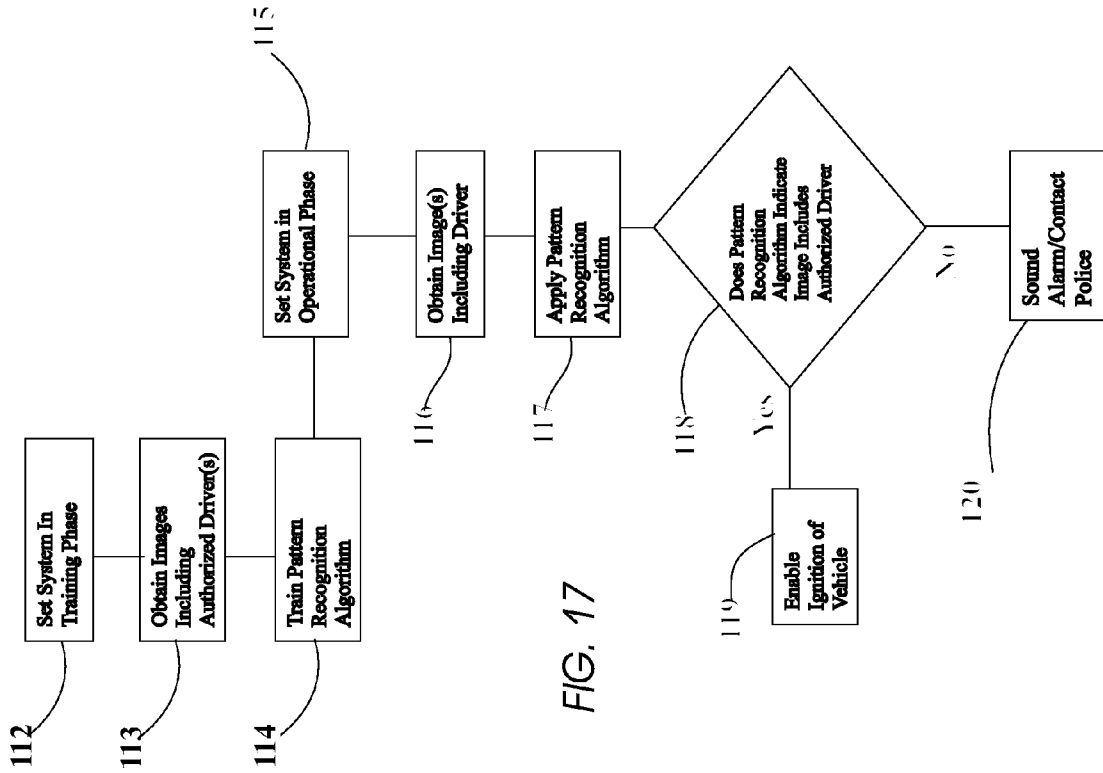 112
Set System In
Training Phase
113
Obtain Images
Including
Authorized Driver(s)
114
Train Pattern
Recognition
Algorithm
115
Set System in
Operational Phase
116
Obtain Image(s)
Including Driver
117
Apply Pattern
Recognition
Algorithm
118
Does Pattern
Recognition
Algorithm Indicate
Image Includes
Authorized Driver
Yes
No
119
Enable
Ignition of
Vehicle
120
Sound
Alarm/Contact
Police
FIG. 17